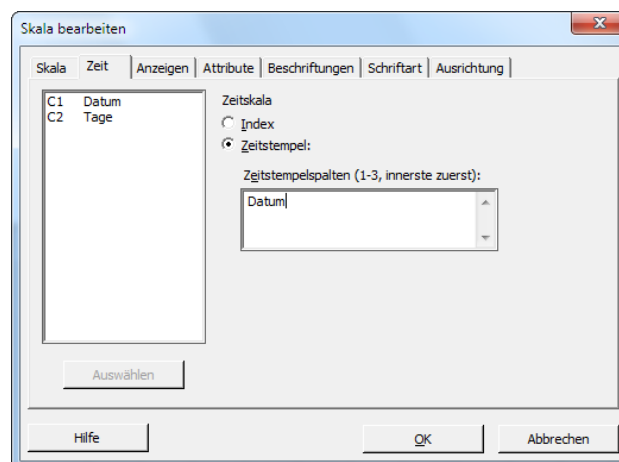 Skala bearbeiten
Skala Zeit Anzeigen Attribute Beschriftungen Schriftart Ausrichtung
C1 Datum
C2 Tage
Zeitskala
Index
Zeitstempel:
Zeitstempelspalten (1-3, innerste zuerst):
Datum
Auswählen
Hilfe OK Abbrechen